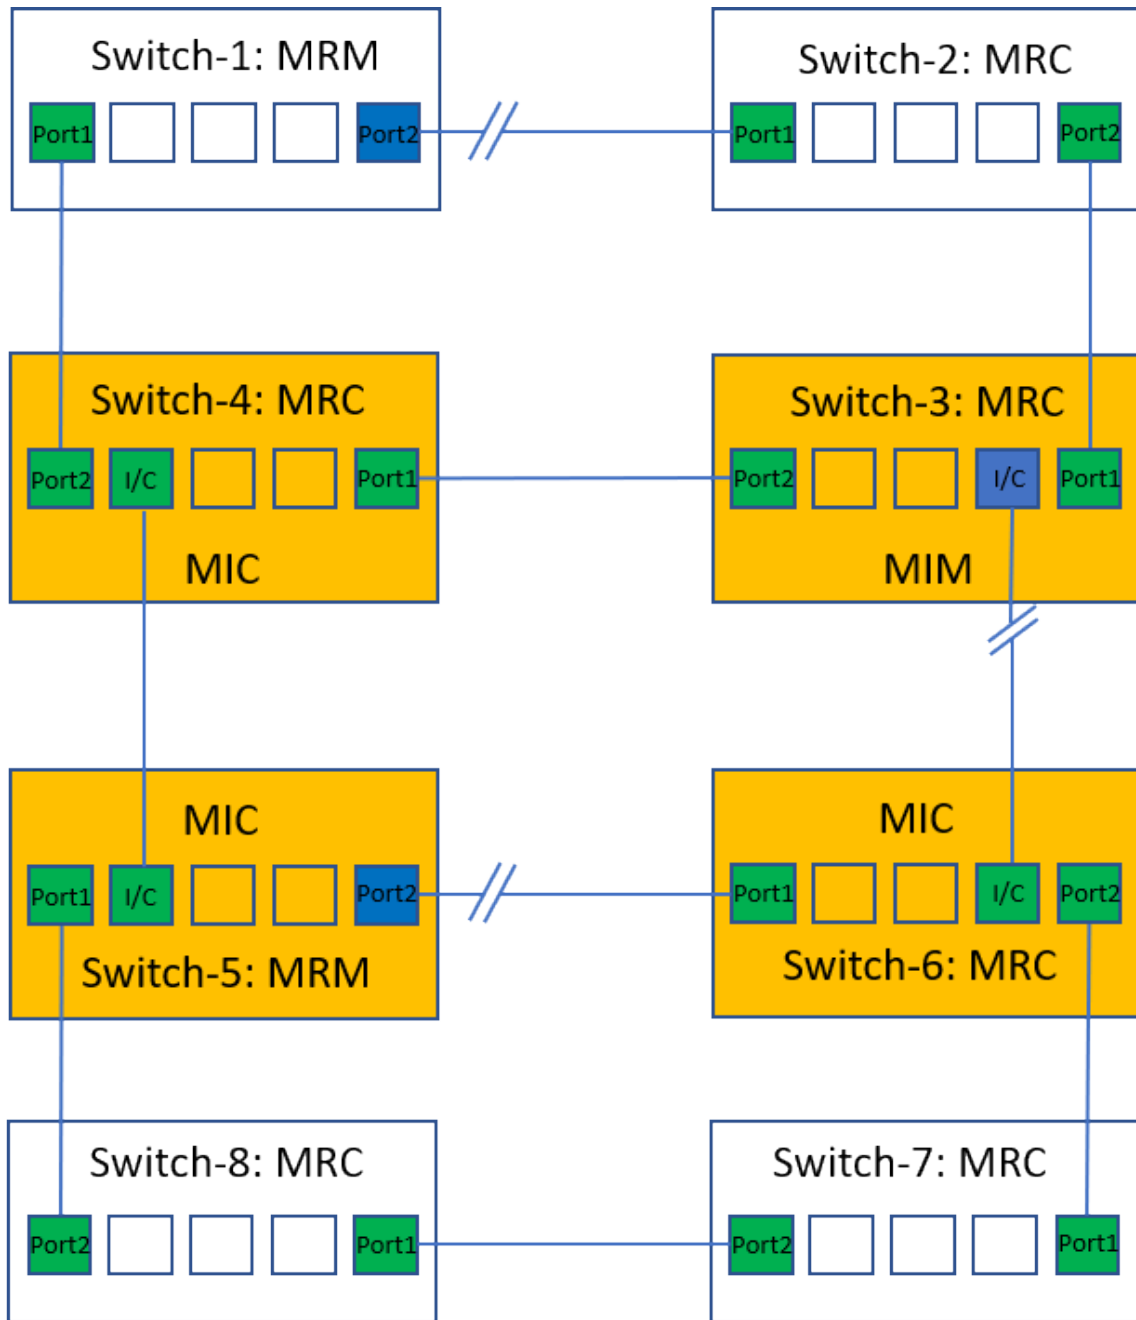 Switch-1: MRM
Switch-2: MRC
Port1
Port2
Port1
Port2
Switch-4: MRC
Switch-3: MRC
Port2
I/C
Port1
Port2
I/C
Port1
MIC
MIM
MIC
MIC
Port1
I/C
Port2
Port1
I/C
Port2
Switch-5: MRM
Switch-6: MRC
Switch-8: MRC
Switch-7: MRC
Port2
Port1
Port2
Port1